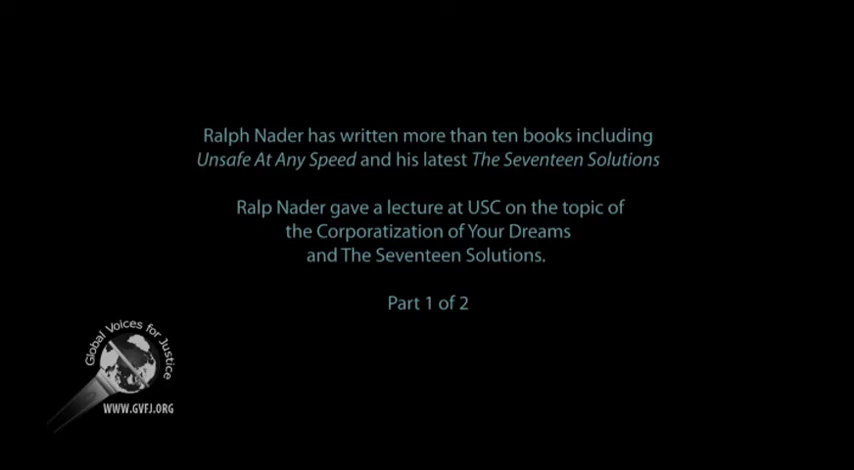 Ralph Nader has written more than ten books including
Unsafe At Any Speed and his latest The Seventeen Solutions
Ralp Nader gave a lecture at USC on the topic of
the Corporatization of Your Dreams
and The Seventeen Solutions.
Part 1 of 2
Global Voices for Justice
WWW.GVFJ.ORG